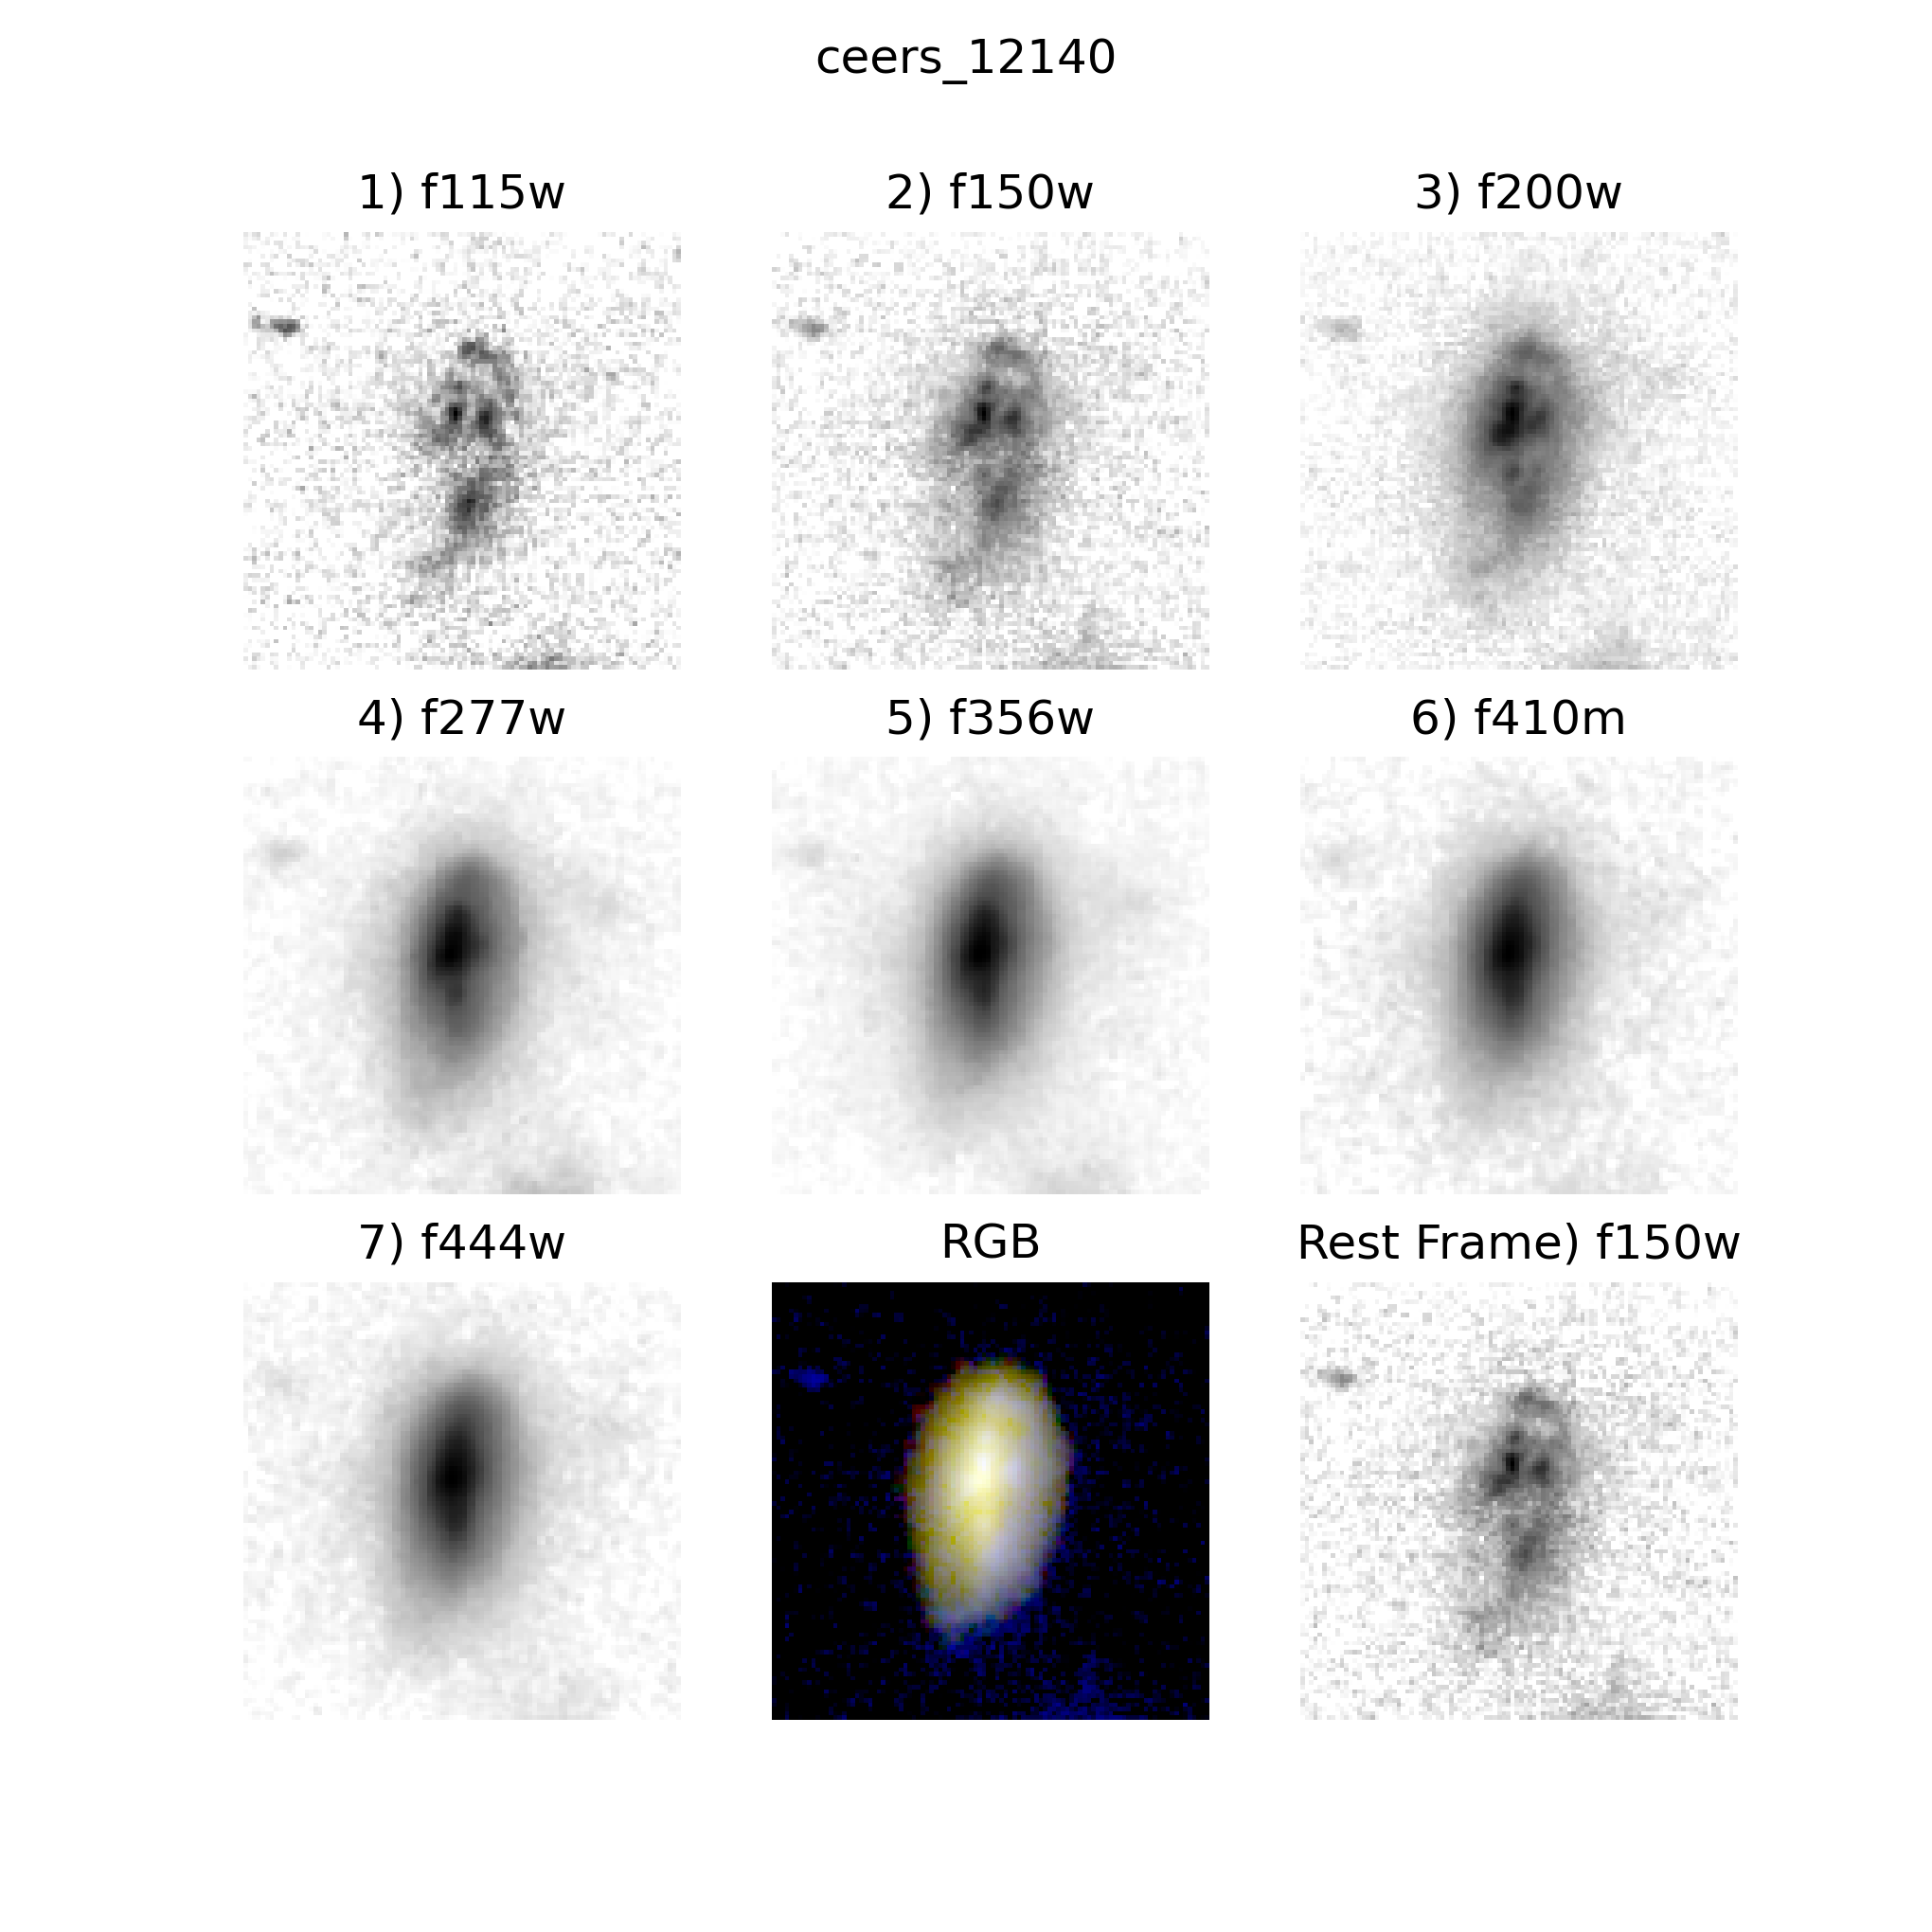 ceers_12140
1) f115w
2) f150w
3) f200w
4) f277w
5) f356w
6) f410m
7) f444w
RGB
Rest Frame) f150w